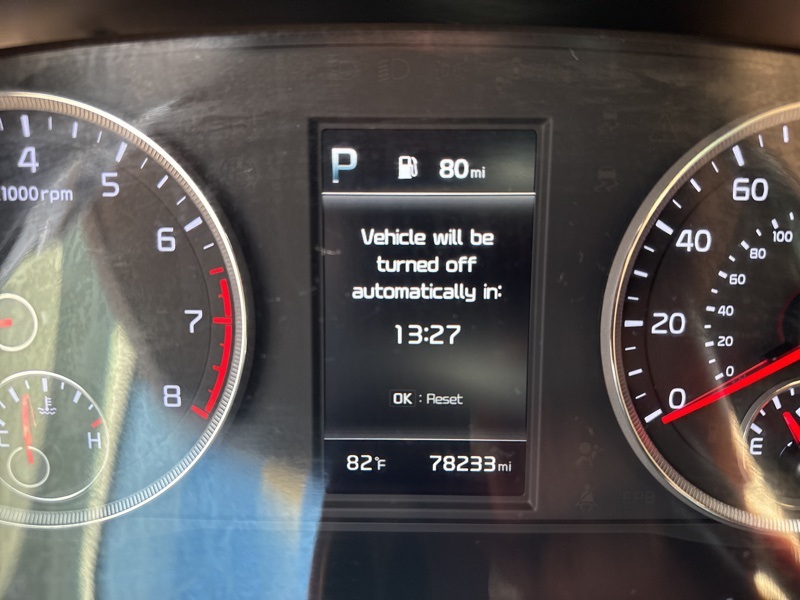 4
5
x1000rpm
6
7
8
C
H
P
80mi
Vehicle will be
turned off
automatically in:
13:27
OK : Reset
82°F
78233mi
60
40
20
0
100
80
60
40
20
0
E